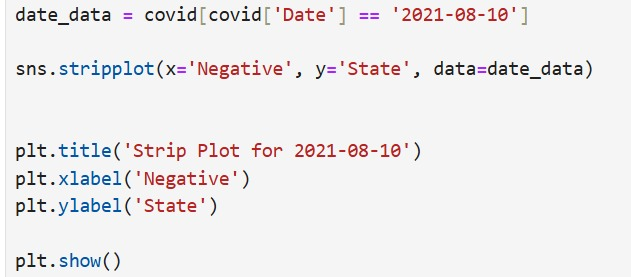 date_data = covid[covid['Date'] == '2021-08-10']
sns.stripplot(x='Negative', y='State', data=date_data)
plt.title('Strip Plot for 2021-08-10')
plt.xlabel('Negative')
plt.ylabel('State')
plt.show()